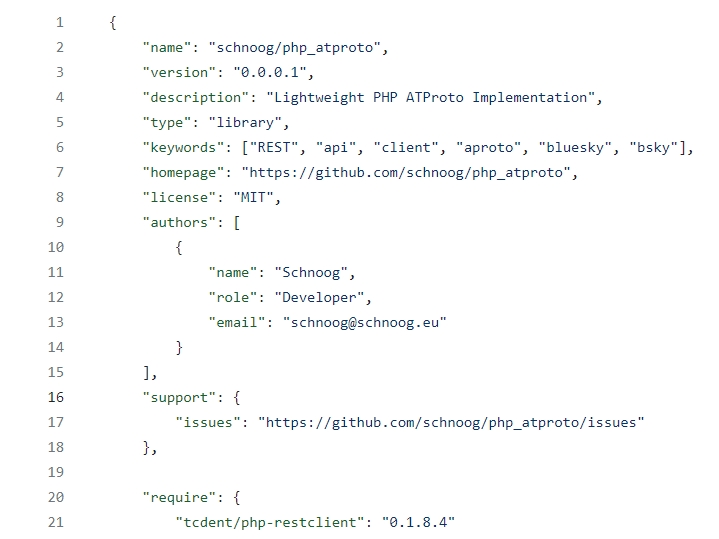 1 {
2 "name": "schnoog/php_atproto",
3 "version": "0.0.0.1",
4 "description": "Lightweight PHP ATProto Implementation",
5 "type": "library",
6 "keywords": ["REST", "api", "client", "aproto", "bluesky", "bsky"],
7 "homepage": "https://github.com/schnoog/php_atproto",
8 "license": "MIT",
9 "authors": [
10 {
11 "name": "Schnoog",
12 "role": "Developer",
13 "email": "schnoog@schnoog.eu"
14 }
15 ],
16 "support": {
17 "issues": "https://github.com/schnoog/php_atproto/issues"
18 },
19
20 "require": {
21 "tcdent/php-restclient": "0.1.8.4"